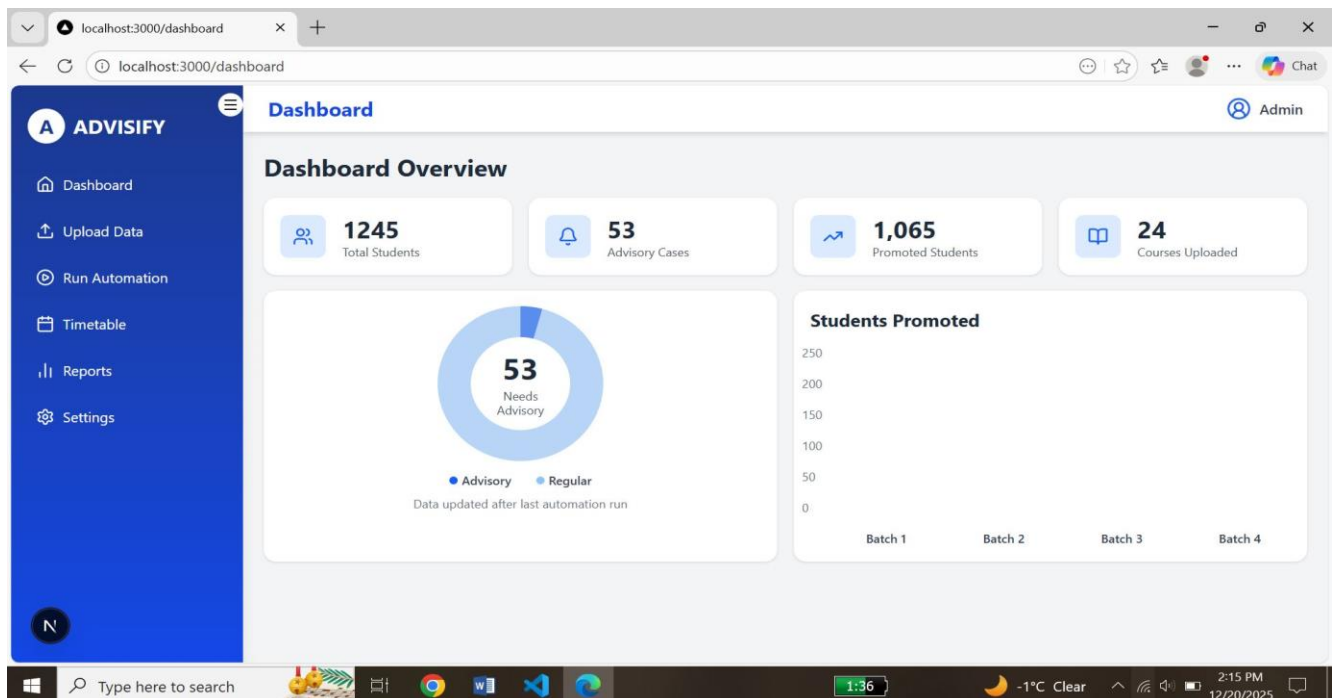 localhost:3000/dashboard
localhost:3000/dashboard
Chat
A ADVISIFY
Dashboard
Upload Data
Run Automation
Timetable
Reports
Settings
N
Dashboard
Admin
Dashboard Overview
1245
Total Students
53
Advisory Cases
1,065
Promoted Students
24
Courses Uploaded
53
Needs
Advisory
Advisory Regular
Data updated after last automation run
Students Promoted
250
200
150
100
50
0
Batch 1 Batch 2 Batch 3 Batch 4
Type here to search
1:36
-1°C Clear
2:15 PM
12/20/2025